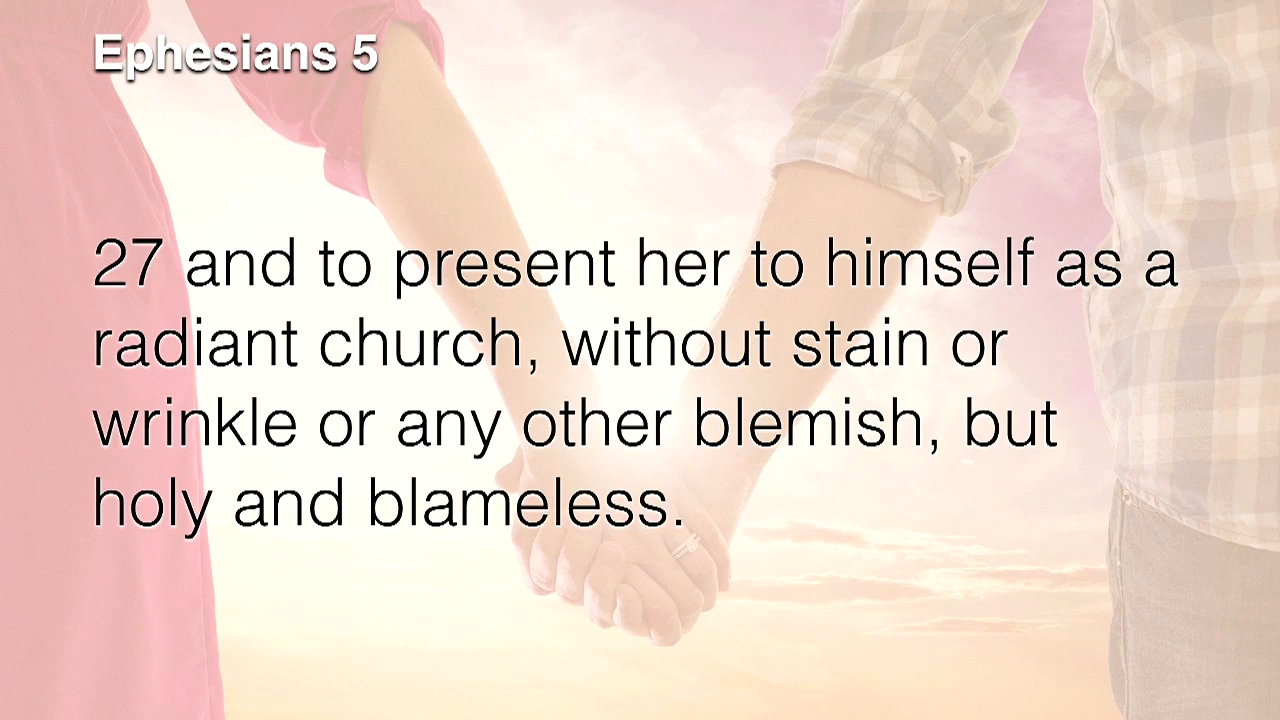 Ephesians 5
27 and to present her to himself as a
radiant church, without stain or
wrinkle or any other blemish, but
holy and blameless.